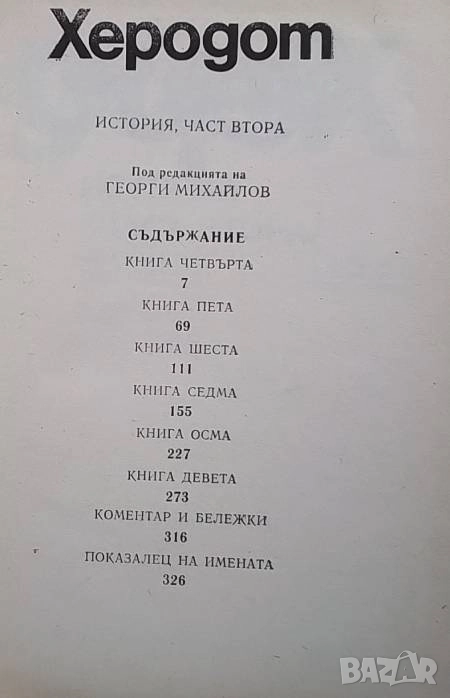 Херодот
ИСТОРИЯ, ЧАСТ ВТОРА
Под редакцията на
ГЕОРГИ МИХАЙЛОВ
СЪДЪРЖАНИЕ
КНИГА ЧЕТВЪРТА
7
КНИГА ПЕТА
69
КНИГА ШЕСТА
111
КНИГА СЕДМА
155
КНИГА ОСМА
227
КНИГА ДЕВЕТА
273
КОМЕНТАР И БЕЛЕЖКИ
316
ПОКАЗАЛЕЦ НА ИМЕНАТА
326
BAZAR